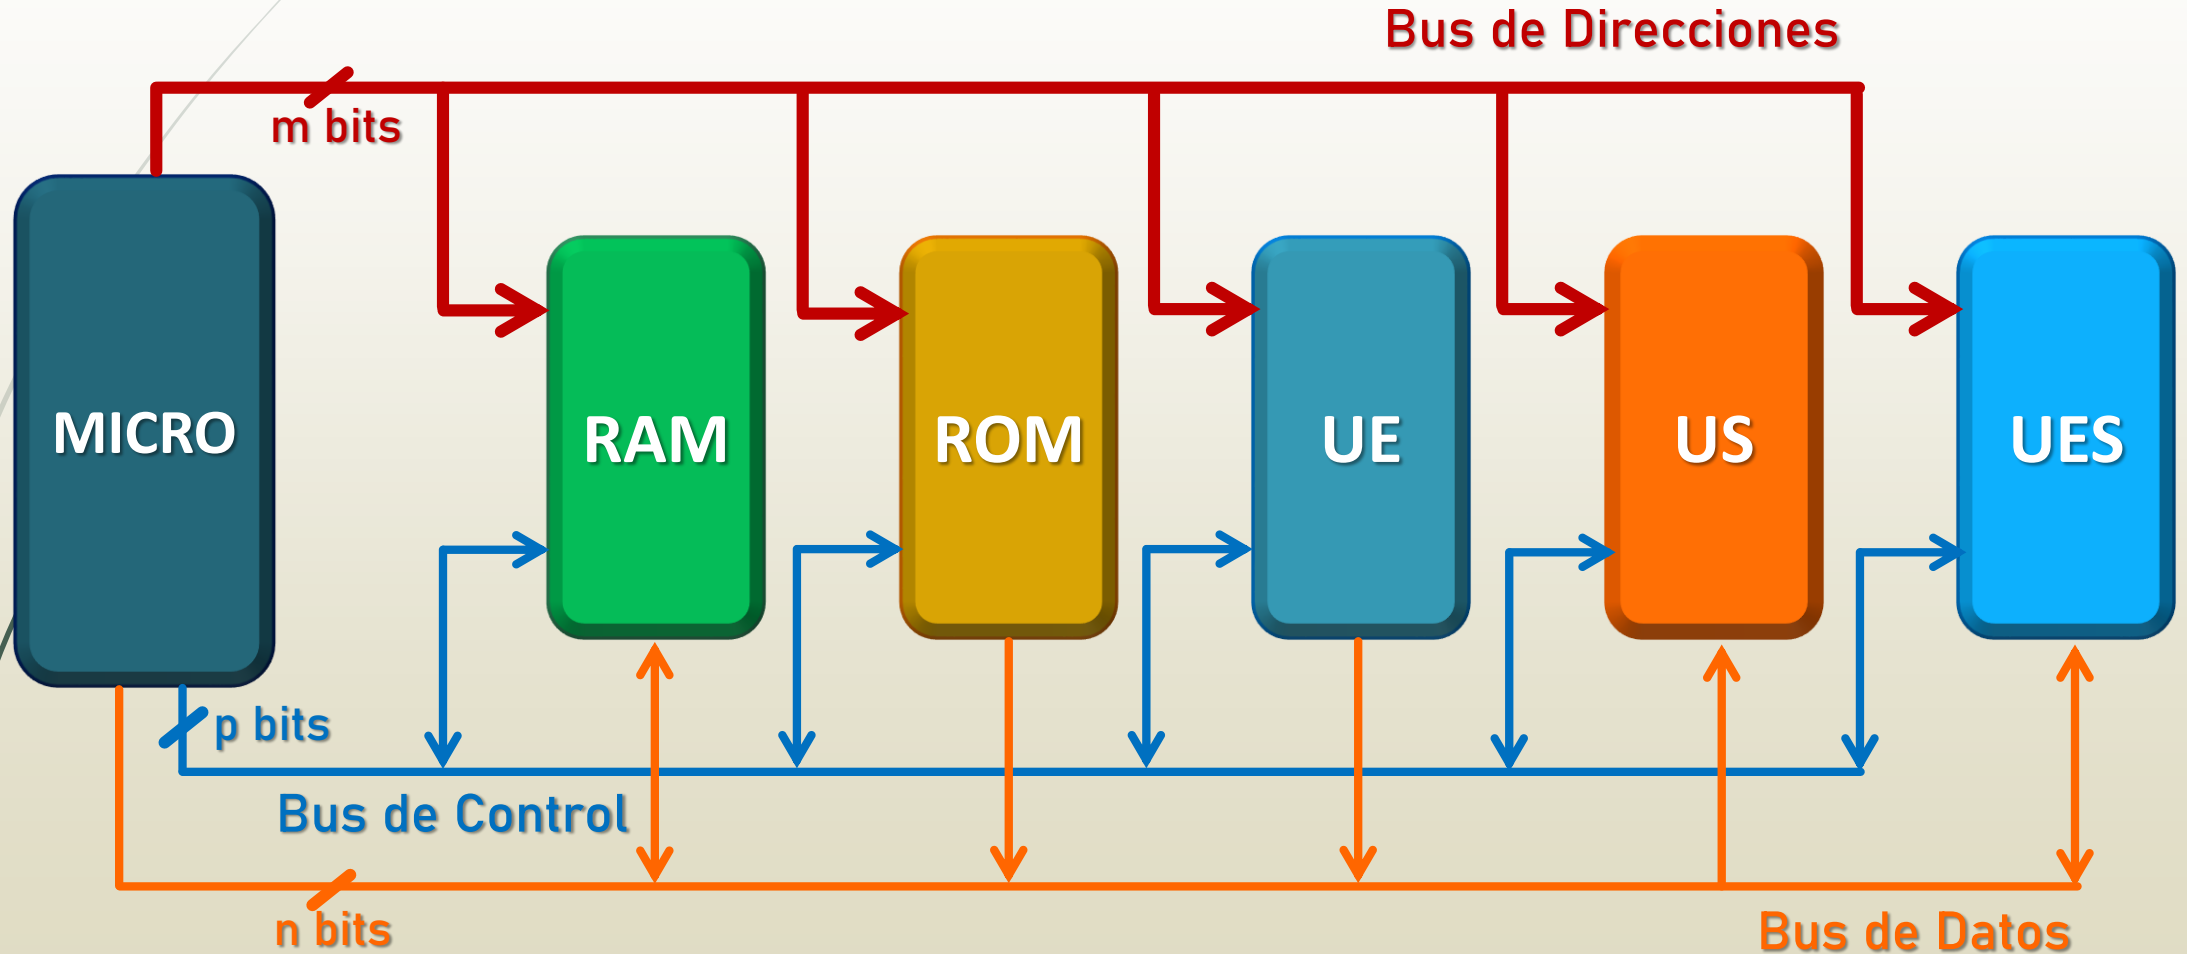 Bus de Direcciones
m bits
MICRO
RAM
ROM
UE
US
UES
p bits
Bus de Control
n bits
Bus de Datos